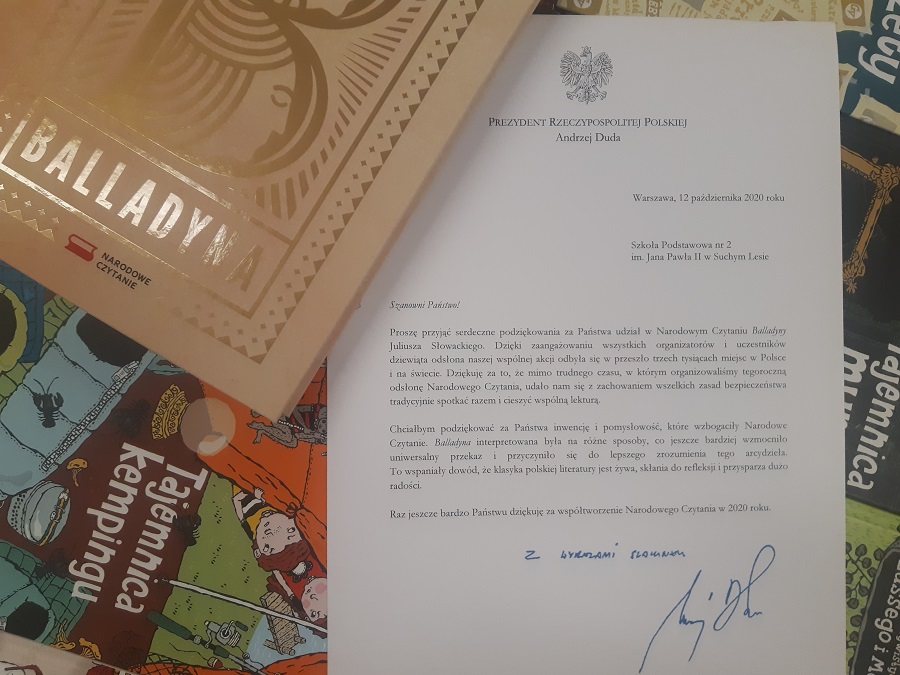 BALLADYNA
NARODOWE
CZYTANIE
PREZYDENT RZECZYPOSPOLITEJ POLSKIEJ
Andrzej Duda
Warszawa, 12 października 2020 roku
Szkoła Podstawowa nr 2
im. Jana Pawła II w Suchym Lesie
Szanowni Państwo!
Proszę przyjąć serdeczne podziękowania za Państwa udział w Narodowym Czytaniu Balladyny
Juliusza Słowackiego. Dzięki zaangażowaniu wszystkich organizatorów i uczestników
dziewiąta odsłona naszej wspólnej akcji odbyła się w przeszło trzech tysiącach miejsc w Polsce
i na świecie. Dziękuję za to, że mimo trudnego czasu, w którym organizowaliśmy tegoroczną
odsłonę Narodowego Czytania, udało nam się z zachowaniem wszelkich zasad bezpieczeństwa
tradycyjnie spotkać razem i cieszyć wspólną lekturą.
Chciałbym podziękować za Państwa inwencję i pomysłowość, które wzbogaciły Narodowe
Czytanie. Balladyna interpretowana była na różne sposoby, co jeszcze bardziej wzmocniło
uniwersalny przekaz i przyczyniło się do lepszego zrozumienia tego arcydzieła.
To wspaniały dowód, że klasyka polskiej literatury jest żywa, skłania do refleksji i przysparza dużo
radości.
Raz jeszcze bardzo Państwu dziękuję za współtworzenie Narodowego Czytania w 2020 roku.
Z WYRAZAMI SZACUNKU
Tajemnica
kempingu
Tajemnica